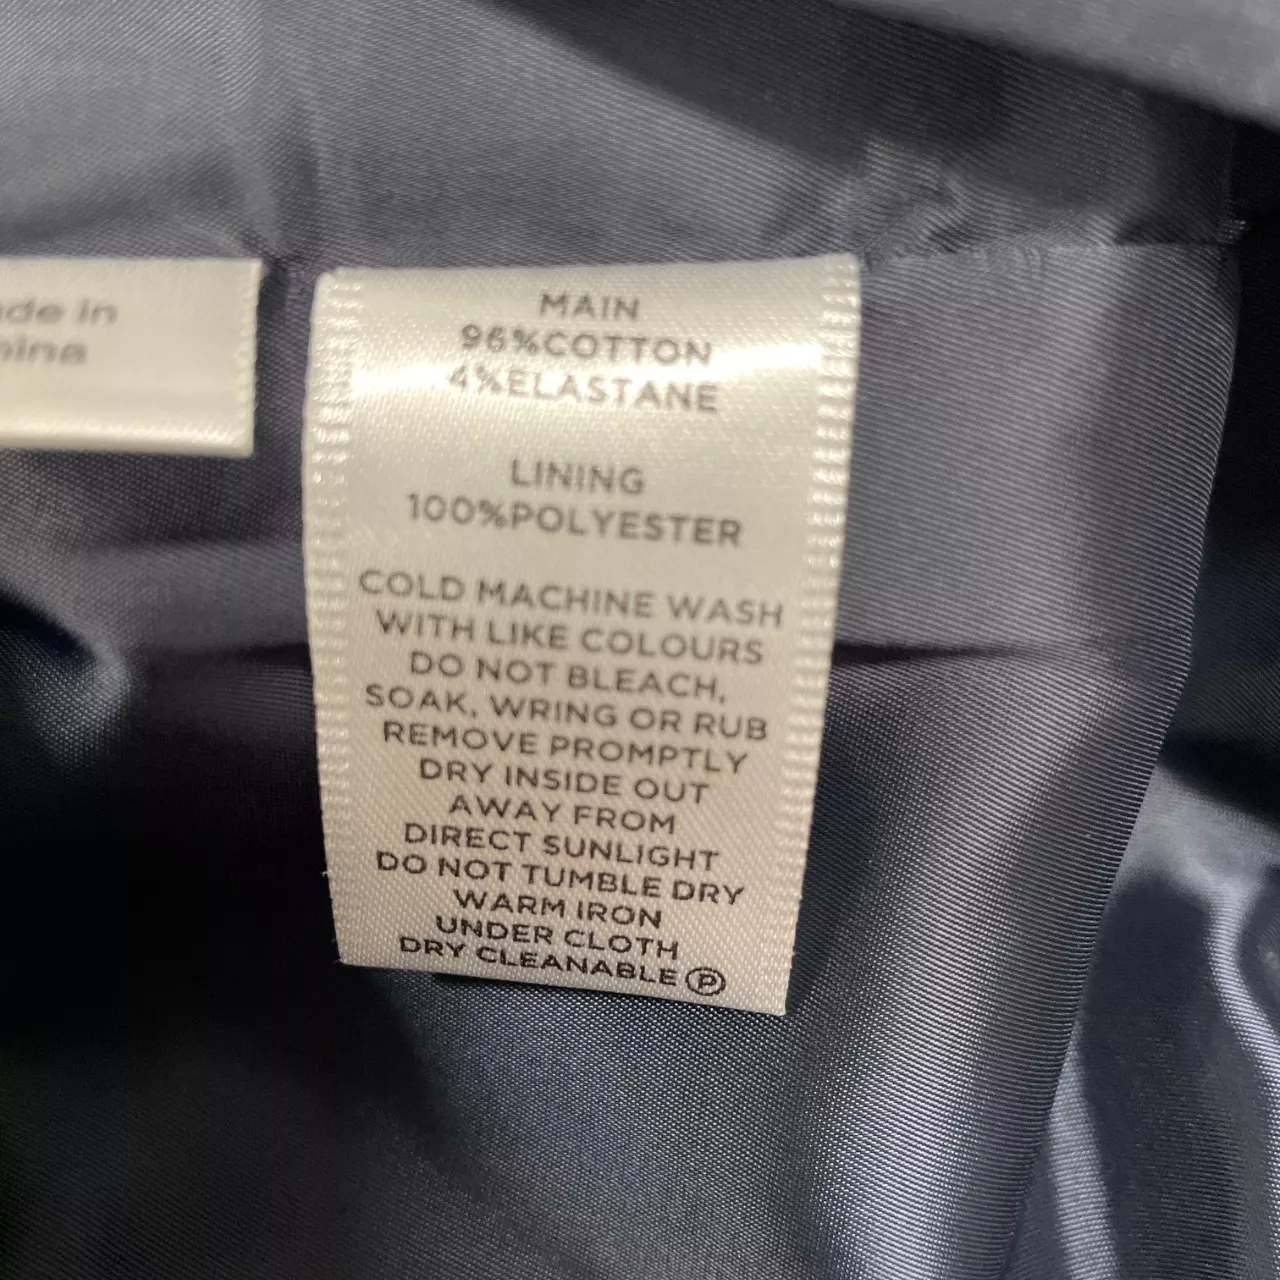 de in
MAIN
96%COTTON
4%ELASTANE
LINING
100%POLYESTER
COLD MACHINE WASH
WITH LIKE COLOURS
DO NOT BLEACH,
SOAK, WRING OR RUB
REMOVE PROMPTLY
DRY INSIDE OUT
AWAY FROM
DIRECT SUNLIGHT
DO NOT TUMBLE DRY
WARM IRON
UNDER CLOTH
DRY CLEANABLE Ⓟ